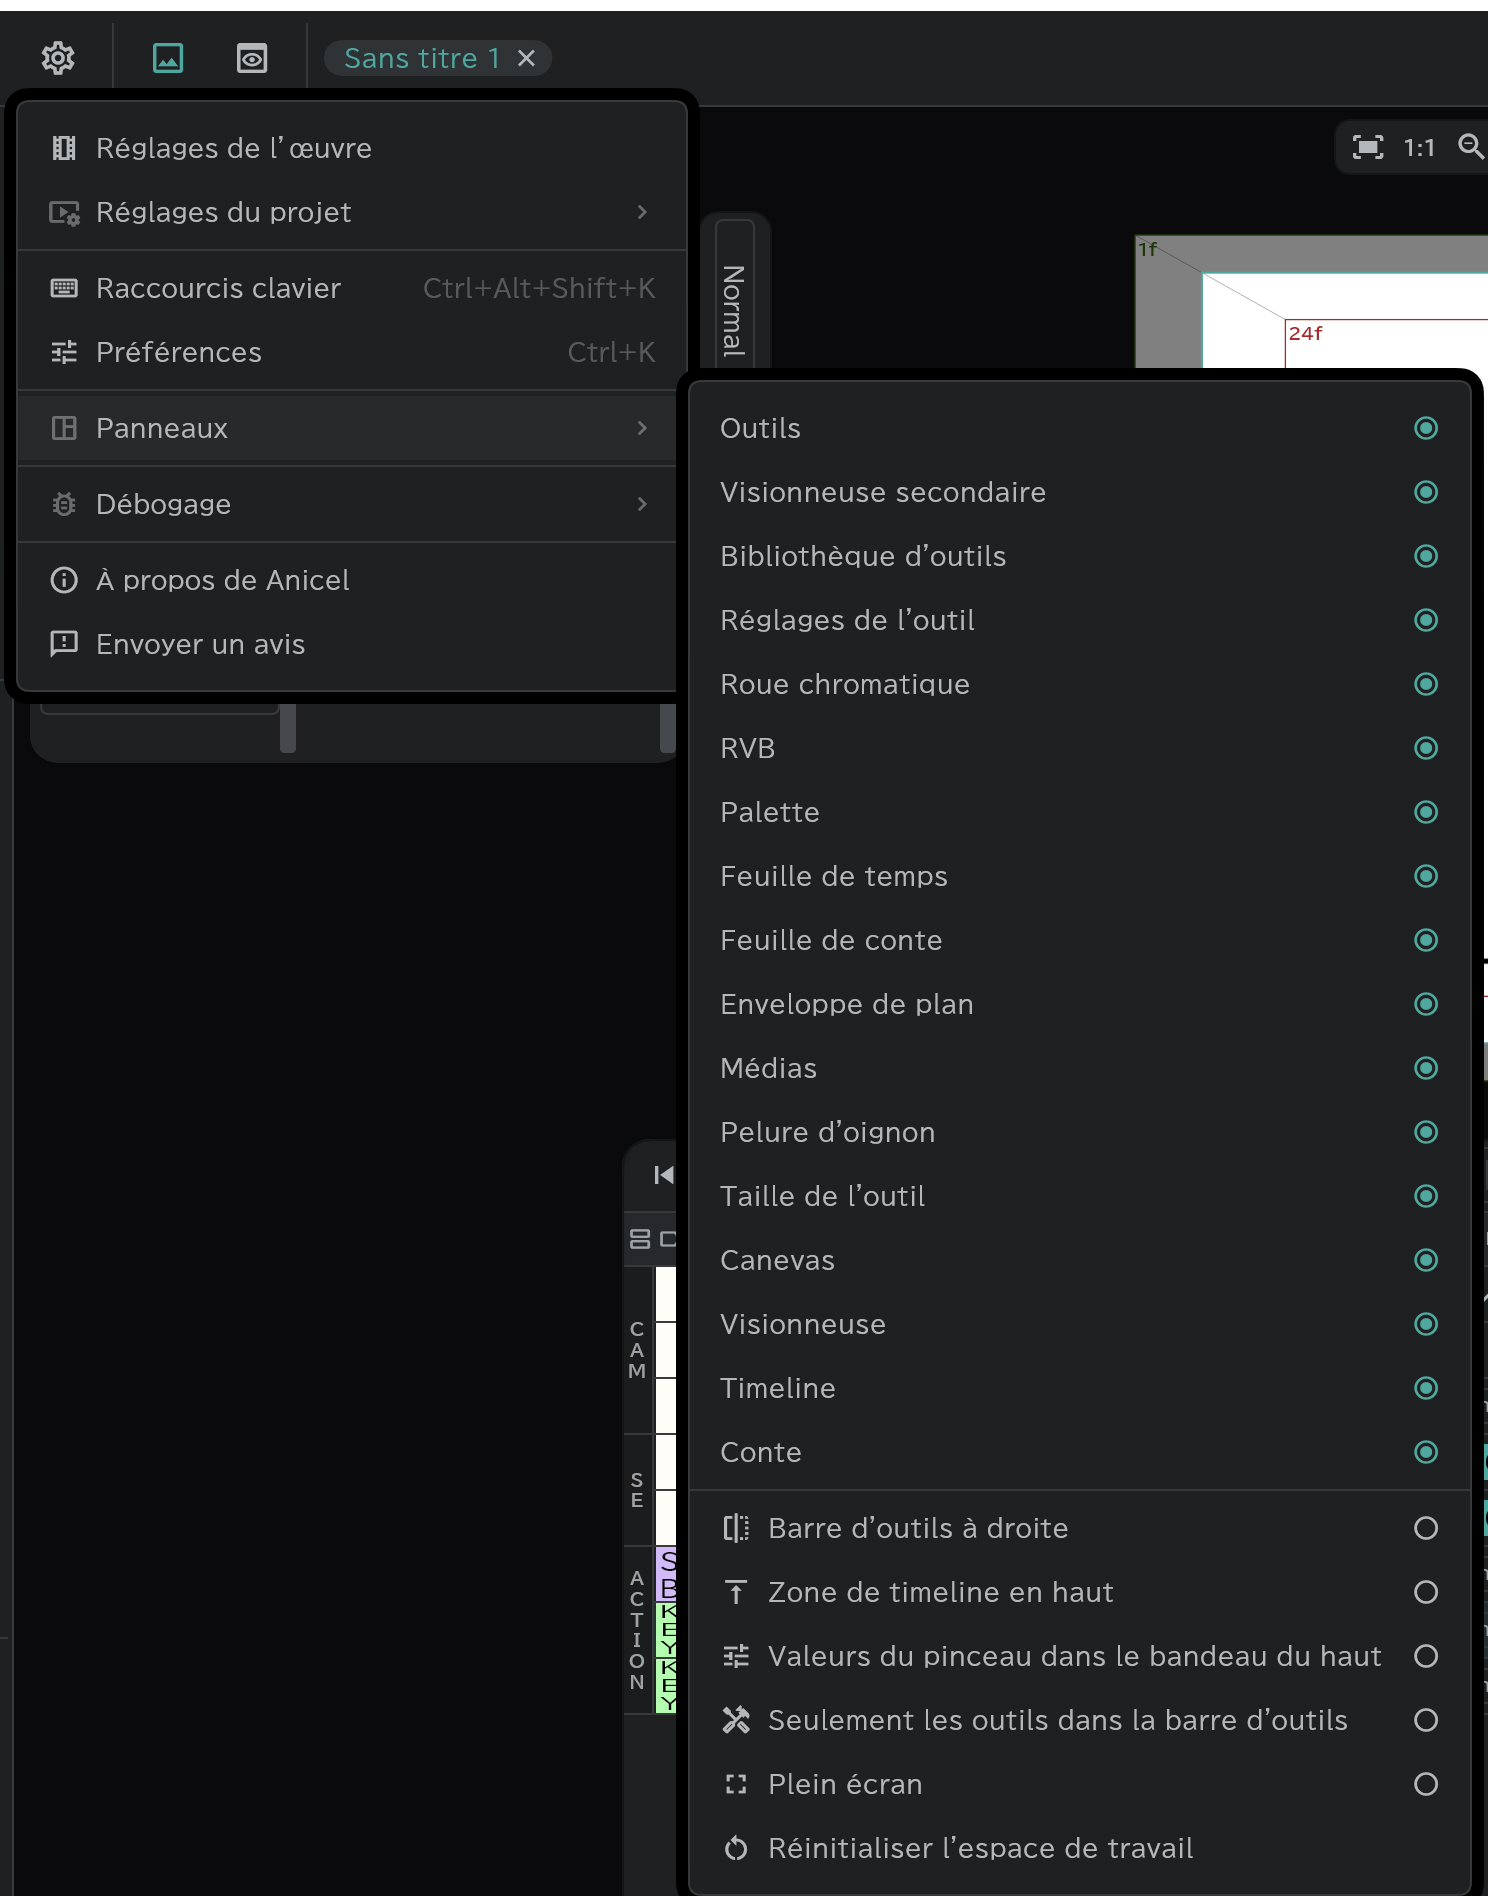 Sans titre 1
Réglages de l'œuvre
Réglages du projet
Raccourcis clavier Ctrl+Alt+Shift+K
Préférences Ctrl+K
Panneaux
Débogage
À propos de Anicel
Envoyer un avis
1:1
Normal
1f
24f
Outils
Visionneuse secondaire
Bibliothèque d'outils
Réglages de l'outil
Roue chromatique
RVB
Palette
Feuille de temps
Feuille de conte
Enveloppe de plan
Médias
Pelure d'oignon
Taille de l'outil
Canevas
Visionneuse
Timeline
Conte
Barre d'outils à droite
Zone de timeline en haut
Valeurs du pinceau dans le bandeau du haut
Seulement les outils dans la barre d'outils
Plein écran
Réinitialiser l'espace de travail
CAM
SE
ACTION
SB
KEY
KEY